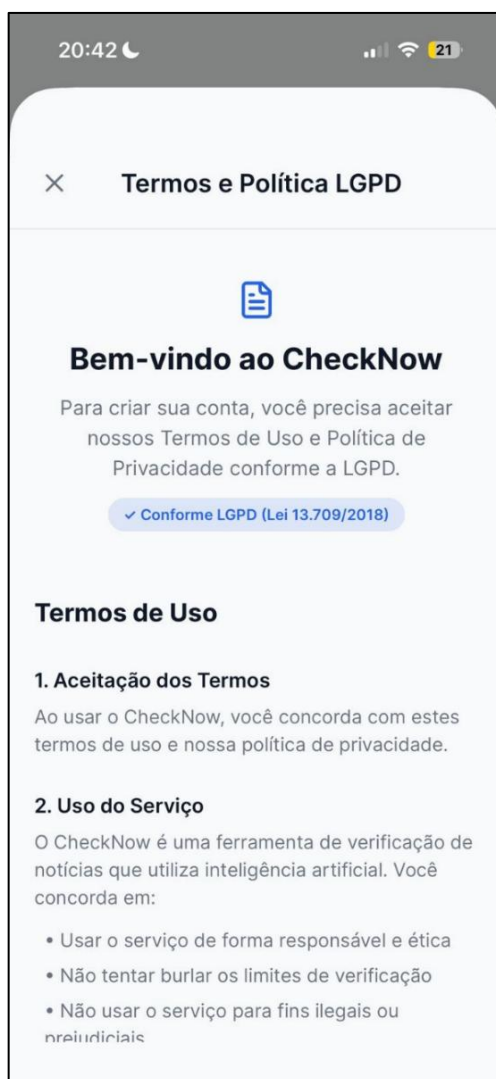 20:42
21
Termos e Política LGPD
Bem-vindo ao CheckNow
Para criar sua conta, você precisa aceitar
nossos Termos de Uso e Política de
Privacidade conforme a LGPD.
✓ Conforme LGPD (Lei 13.709/2018)
Termos de Uso
1. Aceitação dos Termos
Ao usar o CheckNow, você concorda com estes
termos de uso e nossa política de privacidade.
2. Uso do Serviço
O CheckNow é uma ferramenta de verificação de
notícias que utiliza inteligência artificial. Você
concorda em:
• Usar o serviço de forma responsável e ética
• Não tentar burlar os limites de verificação
• Não usar o serviço para fins ilegais ou
prejudiciais